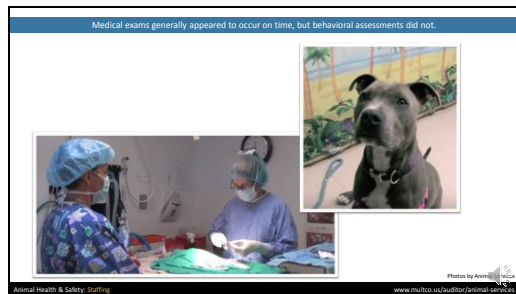 Medical exams generally appeared to occur on time, but behavioral assessments did not.
Photos by Animal Services
Animal Health & Safety: Staffing
www.multco.us/auditor/animal-services